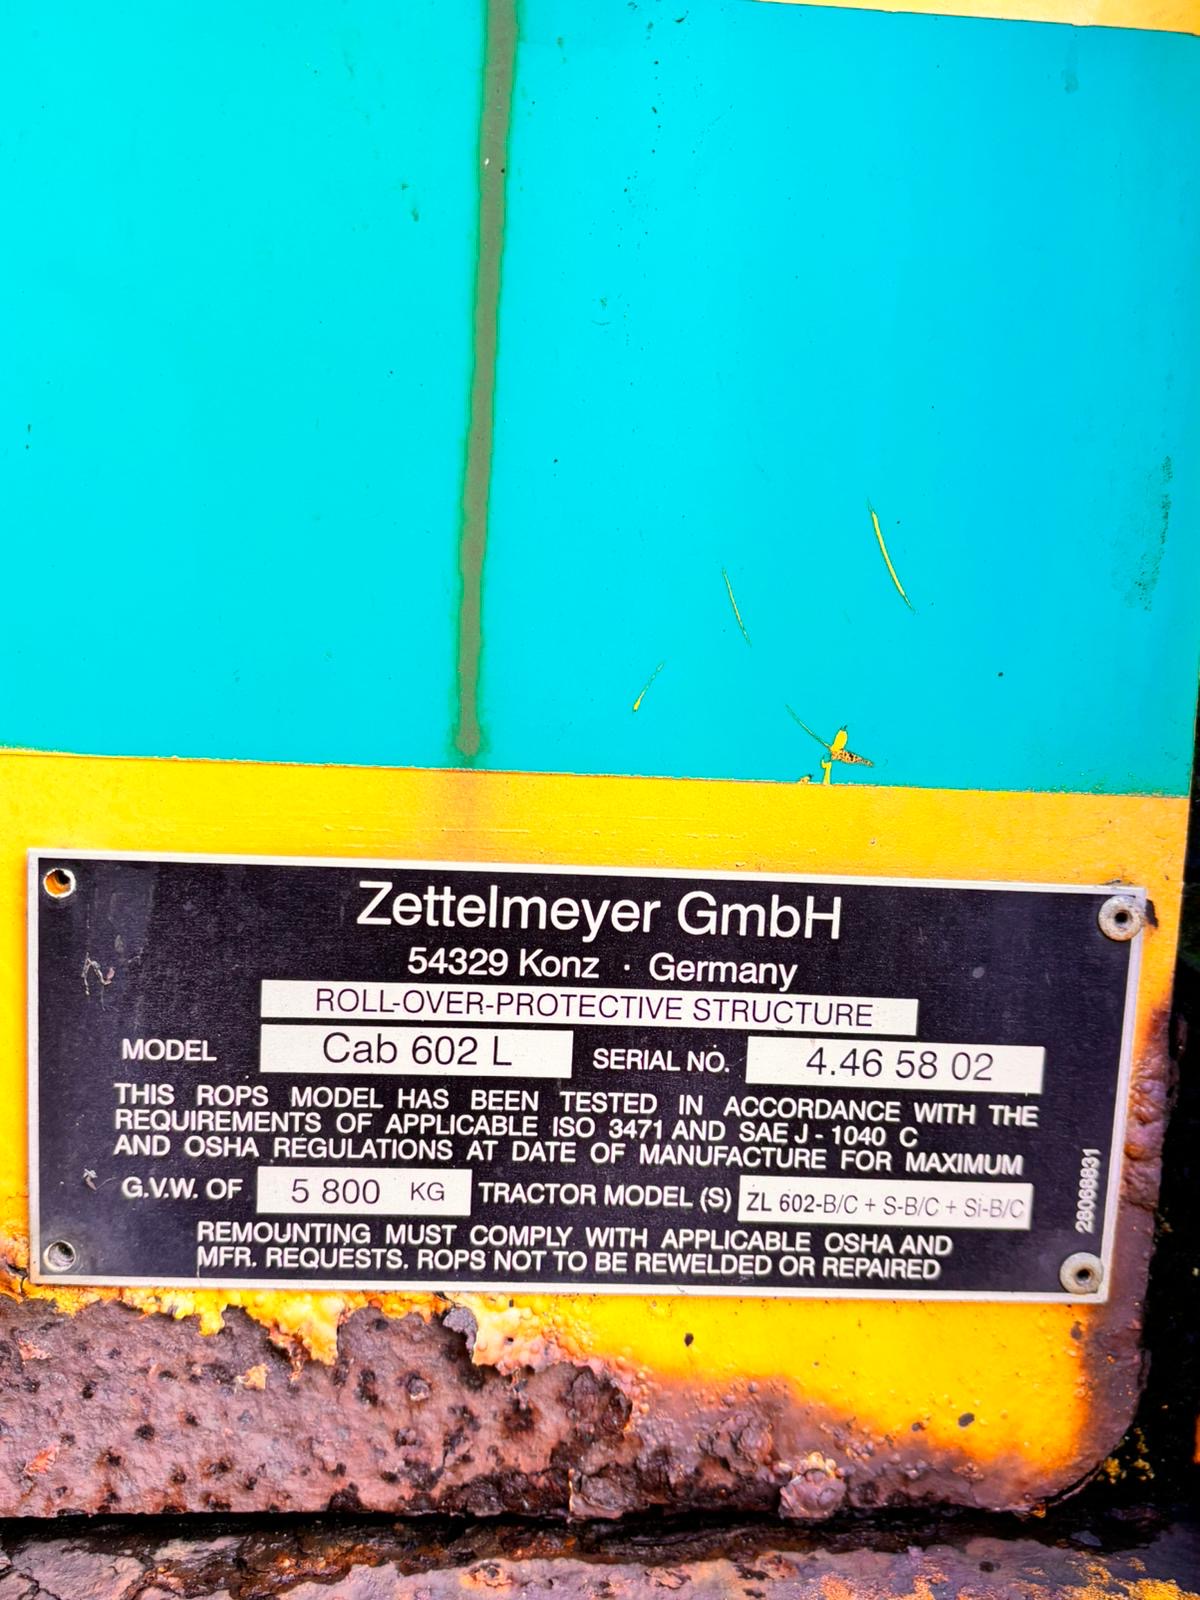 Zettelmeyer GmbH
54329 Konz · Germany
ROLL-OVER-PROTECTIVE STRUCTURE
MODEL Cab 602 L SERIAL NO. 4.46 58 02
THIS ROPS MODEL HAS BEEN TESTED IN ACCORDANCE WITH THE
REQUIREMENTS OF APPLICABLE ISO 3471 AND SAE J - 1040 C
AND OSHA REGULATIONS AT DATE OF MANUFACTURE FOR MAXIMUM
G.V.W. OF 5 800 KG TRACTOR MODEL (S) ZL 602-B/C + S-B/C + Si-B/C
REMOUNTING MUST COMPLY WITH APPLICABLE OSHA AND
MFR. REQUESTS. ROPS NOT TO BE REWELDED OR REPAIRED
28068831